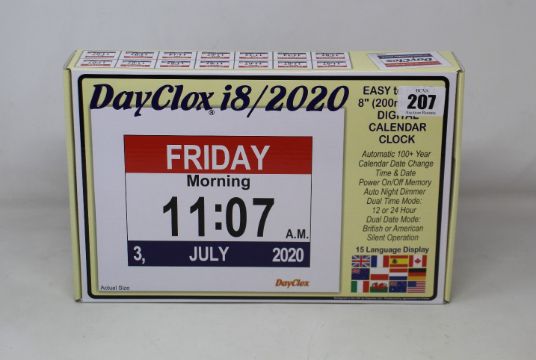 DayClox® i8/2020
EASY
8" (200m
DIGITAL
CALENDAR
CLOCK
207
FRIDAY
Morning
11:07 A.M.
3, JULY 2020
Automatic 100+ Year
Calendar Date Change
Time & Date
Power On/Off Memory
Auto Night Dimmer
Dual Time Mode:
12 or 24 Hour
Dual Date Mode:
British or American
Silent Operation
15 Language Display
Actual Size
DayClox